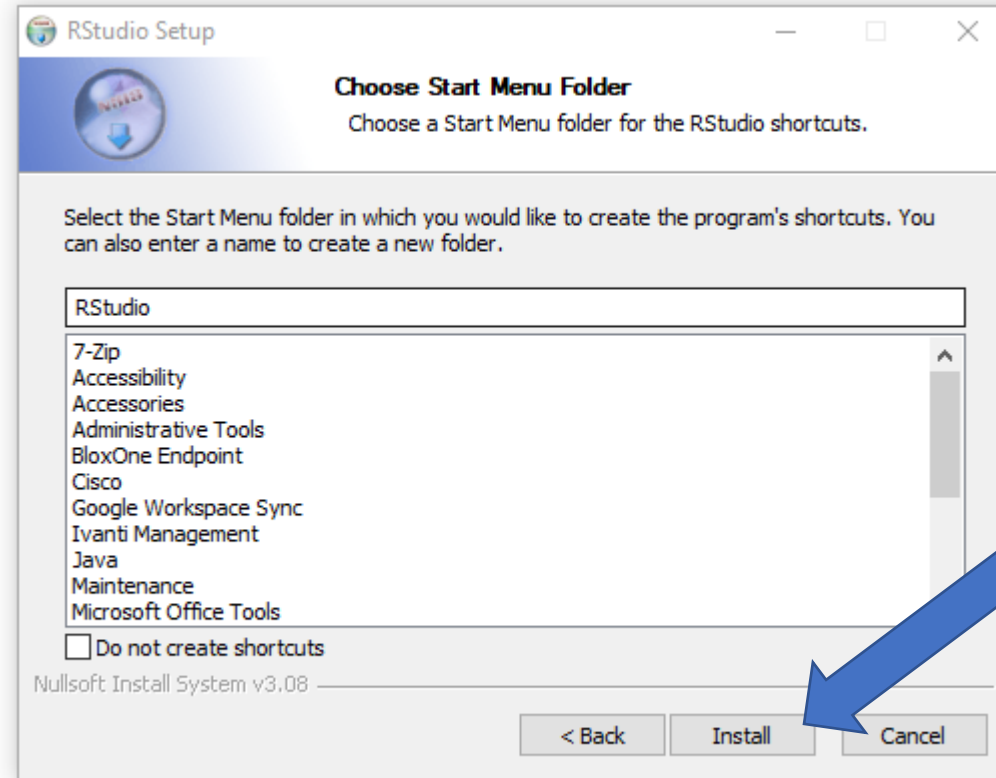 RStudio Setup
Choose Start Menu Folder
Choose a Start Menu folder for the RStudio shortcuts.
Select the Start Menu folder in which you would like to create the program's shortcuts. You
can also enter a name to create a new folder.
RStudio
7-Zip
Accessibility
Accessories
Administrative Tools
BloxOne Endpoint
Cisco
Google Workspace Sync
Ivanti Management
Java
Maintenance
Microsoft Office Tools
Do not create shortcuts
Nullsoft Install System v3.08
< Back
Install
Cancel